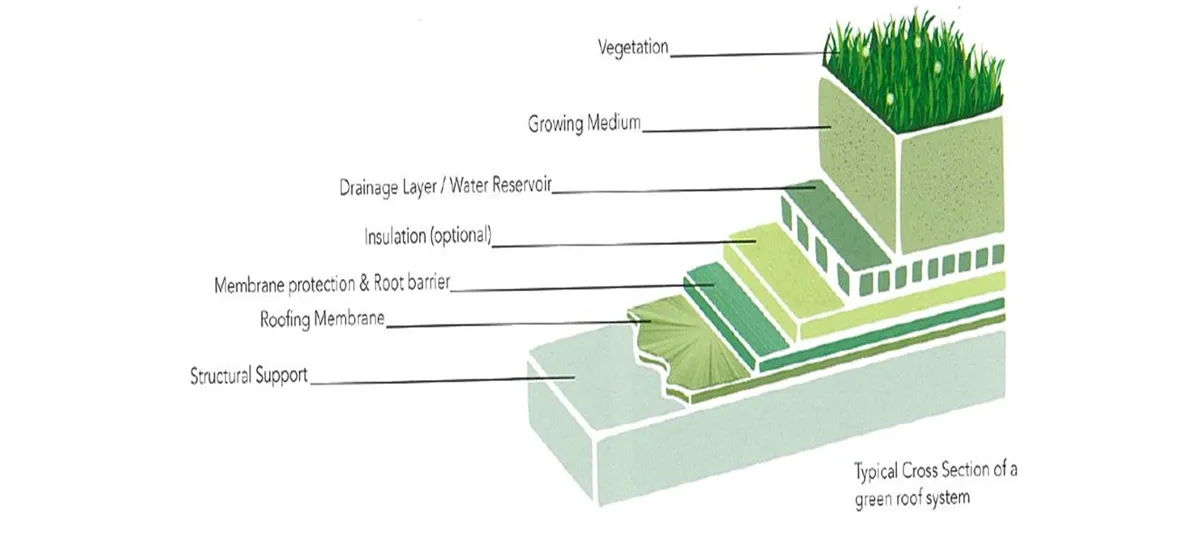 Vegetation
Growing Medium
Drainage Layer / Water Reservoir
Insulation (optional)
Membrane protection & Root barrier
Roofing Membrane
Structural Support
Typical Cross Section of a
green roof system